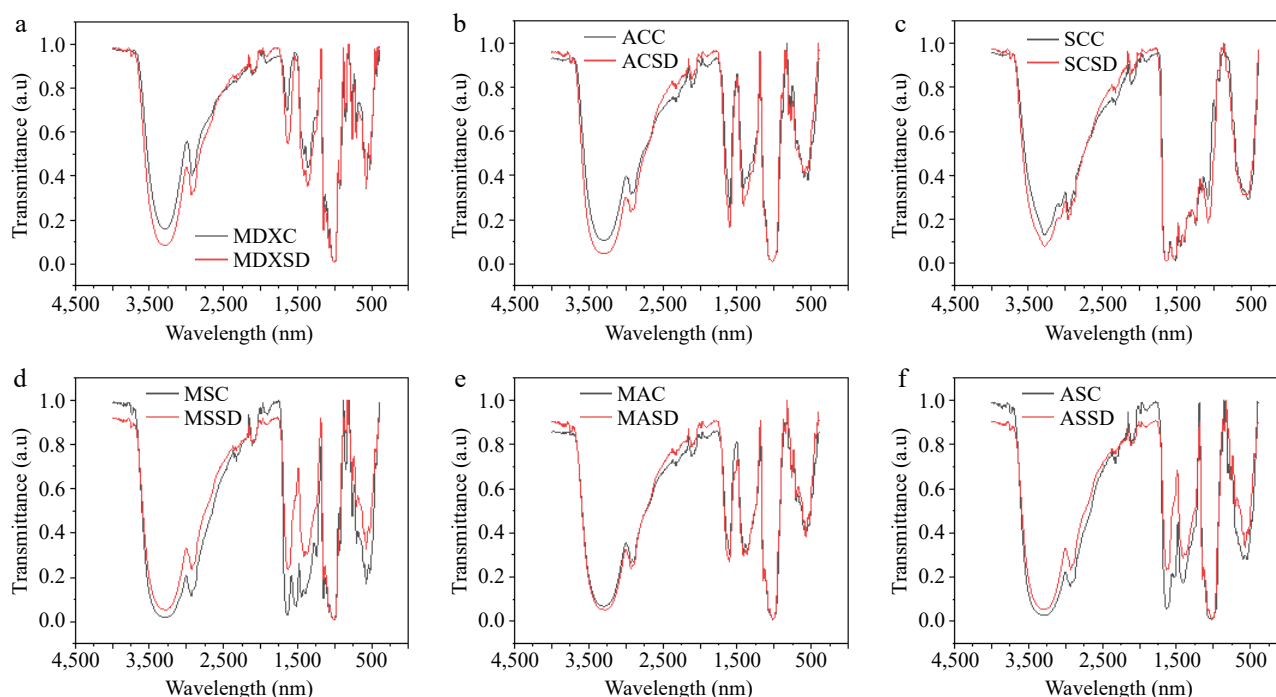 a
b
c
1.0
0.8
0.6
0.4
0.2
0.0
Transmittance (a.u)
MDXC
MDXSD
4,500 3,500 2,500 1,500 500
Wavelength (nm)
1.0
0.8
0.6
0.4
0.2
0.0
Transmittance (a.u)
ACC
ACSD
4,500 3,500 2,500 1,500 500
Wavelength (nm)
1.0
0.8
0.6
0.4
0.2
0.0
Transmittance (a.u)
SCC
SCSD
4,500 3,500 2,500 1,500 500
Wavelength (nm)
d
e
f
1.0
0.8
0.6
0.4
0.2
0.0
Transmittance (a.u)
MSC
MSSD
4,500 3,500 2,500 1,500 500
Wavelength (nm)
1.0
0.8
0.6
0.4
0.2
0.0
Transmittance (a.u)
MAC
MASD
4,500 3,500 2,500 1,500 500
Wavelength (nm)
1.0
0.8
0.6
0.4
0.2
0.0
Transmittance (a.u)
ASC
ASSD
4,500 3,500 2,500 1,500 500
Wavelength (nm)